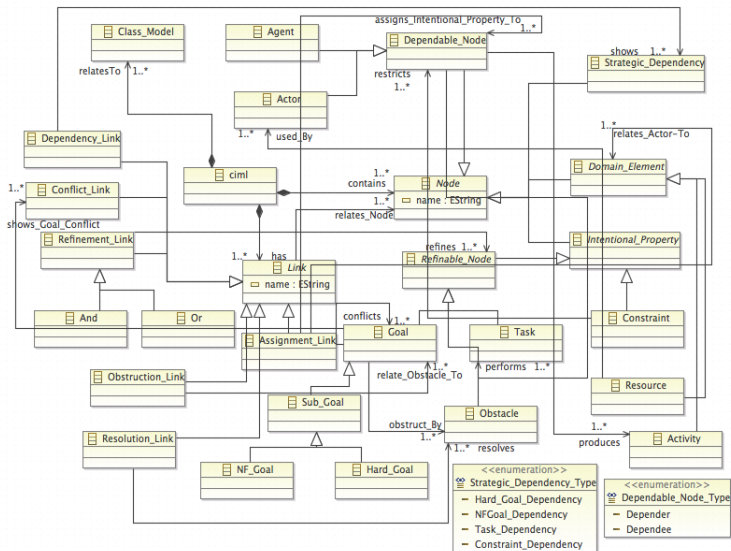 assigns_Intentional_Property_To
Class_Model
Agent
Dependable_Node
shows 1..*
Strategic_Dependency
relatesTo 1..*
restricts
1..*
Actor
1..* used_By
1..*
relates_Actor-To
Dependency_Link
Domain_Element
ciml
1..*
contains
Node
name : EString
1..*
Conflict_Link
1..*
relates_Node
shows_Goal_Conflict
Refinement_Link
refines 1..*
Intentional_Property
1..* has
Link
name : EString
Refinable_Node
And
Or
conflicts
1..*
Constraint
Assignment_Link
Goal
Task
1..*
relate_Obstacle_To
performs 1..*
Obstruction_Link
Resource
Sub_Goal
Obstacle
obstruct_By
1..*
Resolution_Link
1..* resolves
1..*
produces
Activity
NF_Goal
Hard_Goal
<<enumeration>>
Strategic_Dependency_Type
Hard_Goal_Dependency
NFGoal_Dependency
Task_Dependency
Constraint_Dependency
<<enumeration>>
Dependable_Node_Type
Depender
Dependee